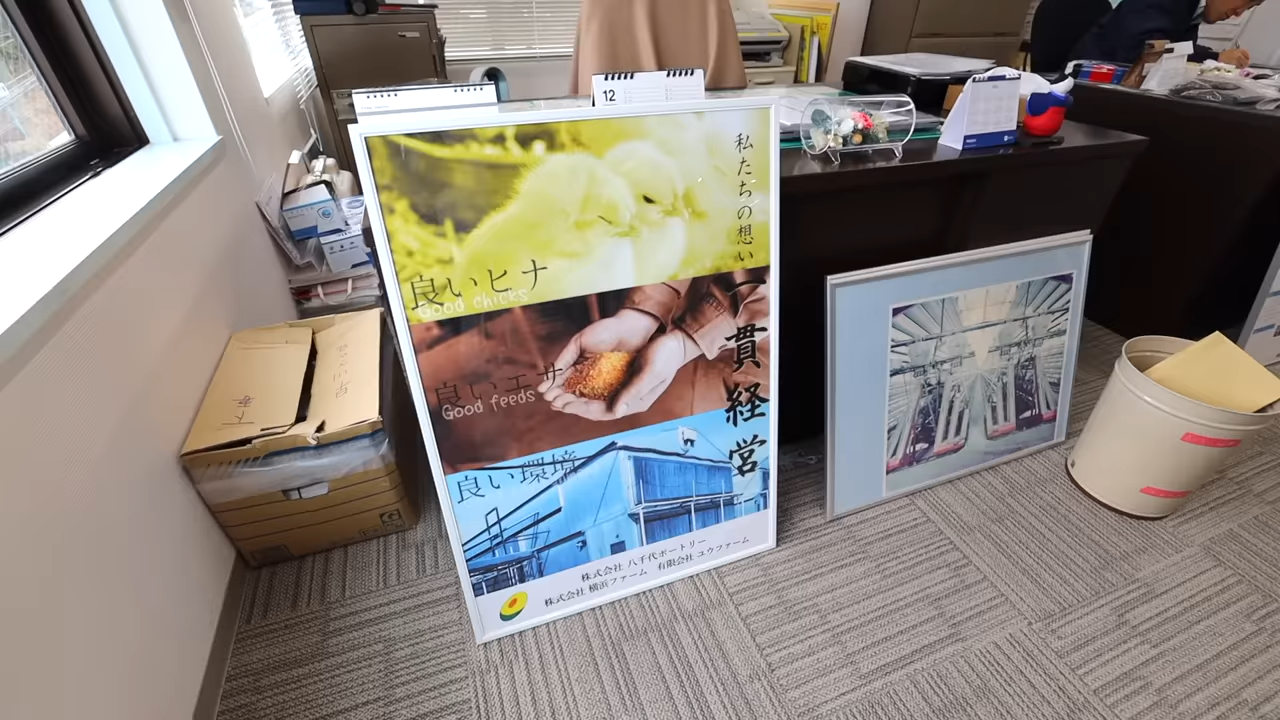 12
私たちの想い
一貫経営
良いヒナ
Good chicks
良いエサ
Good feeds
良い環境
株式会社 八千代ポートリー
株式会社 横浜ファーム 有限会社 ユウファーム